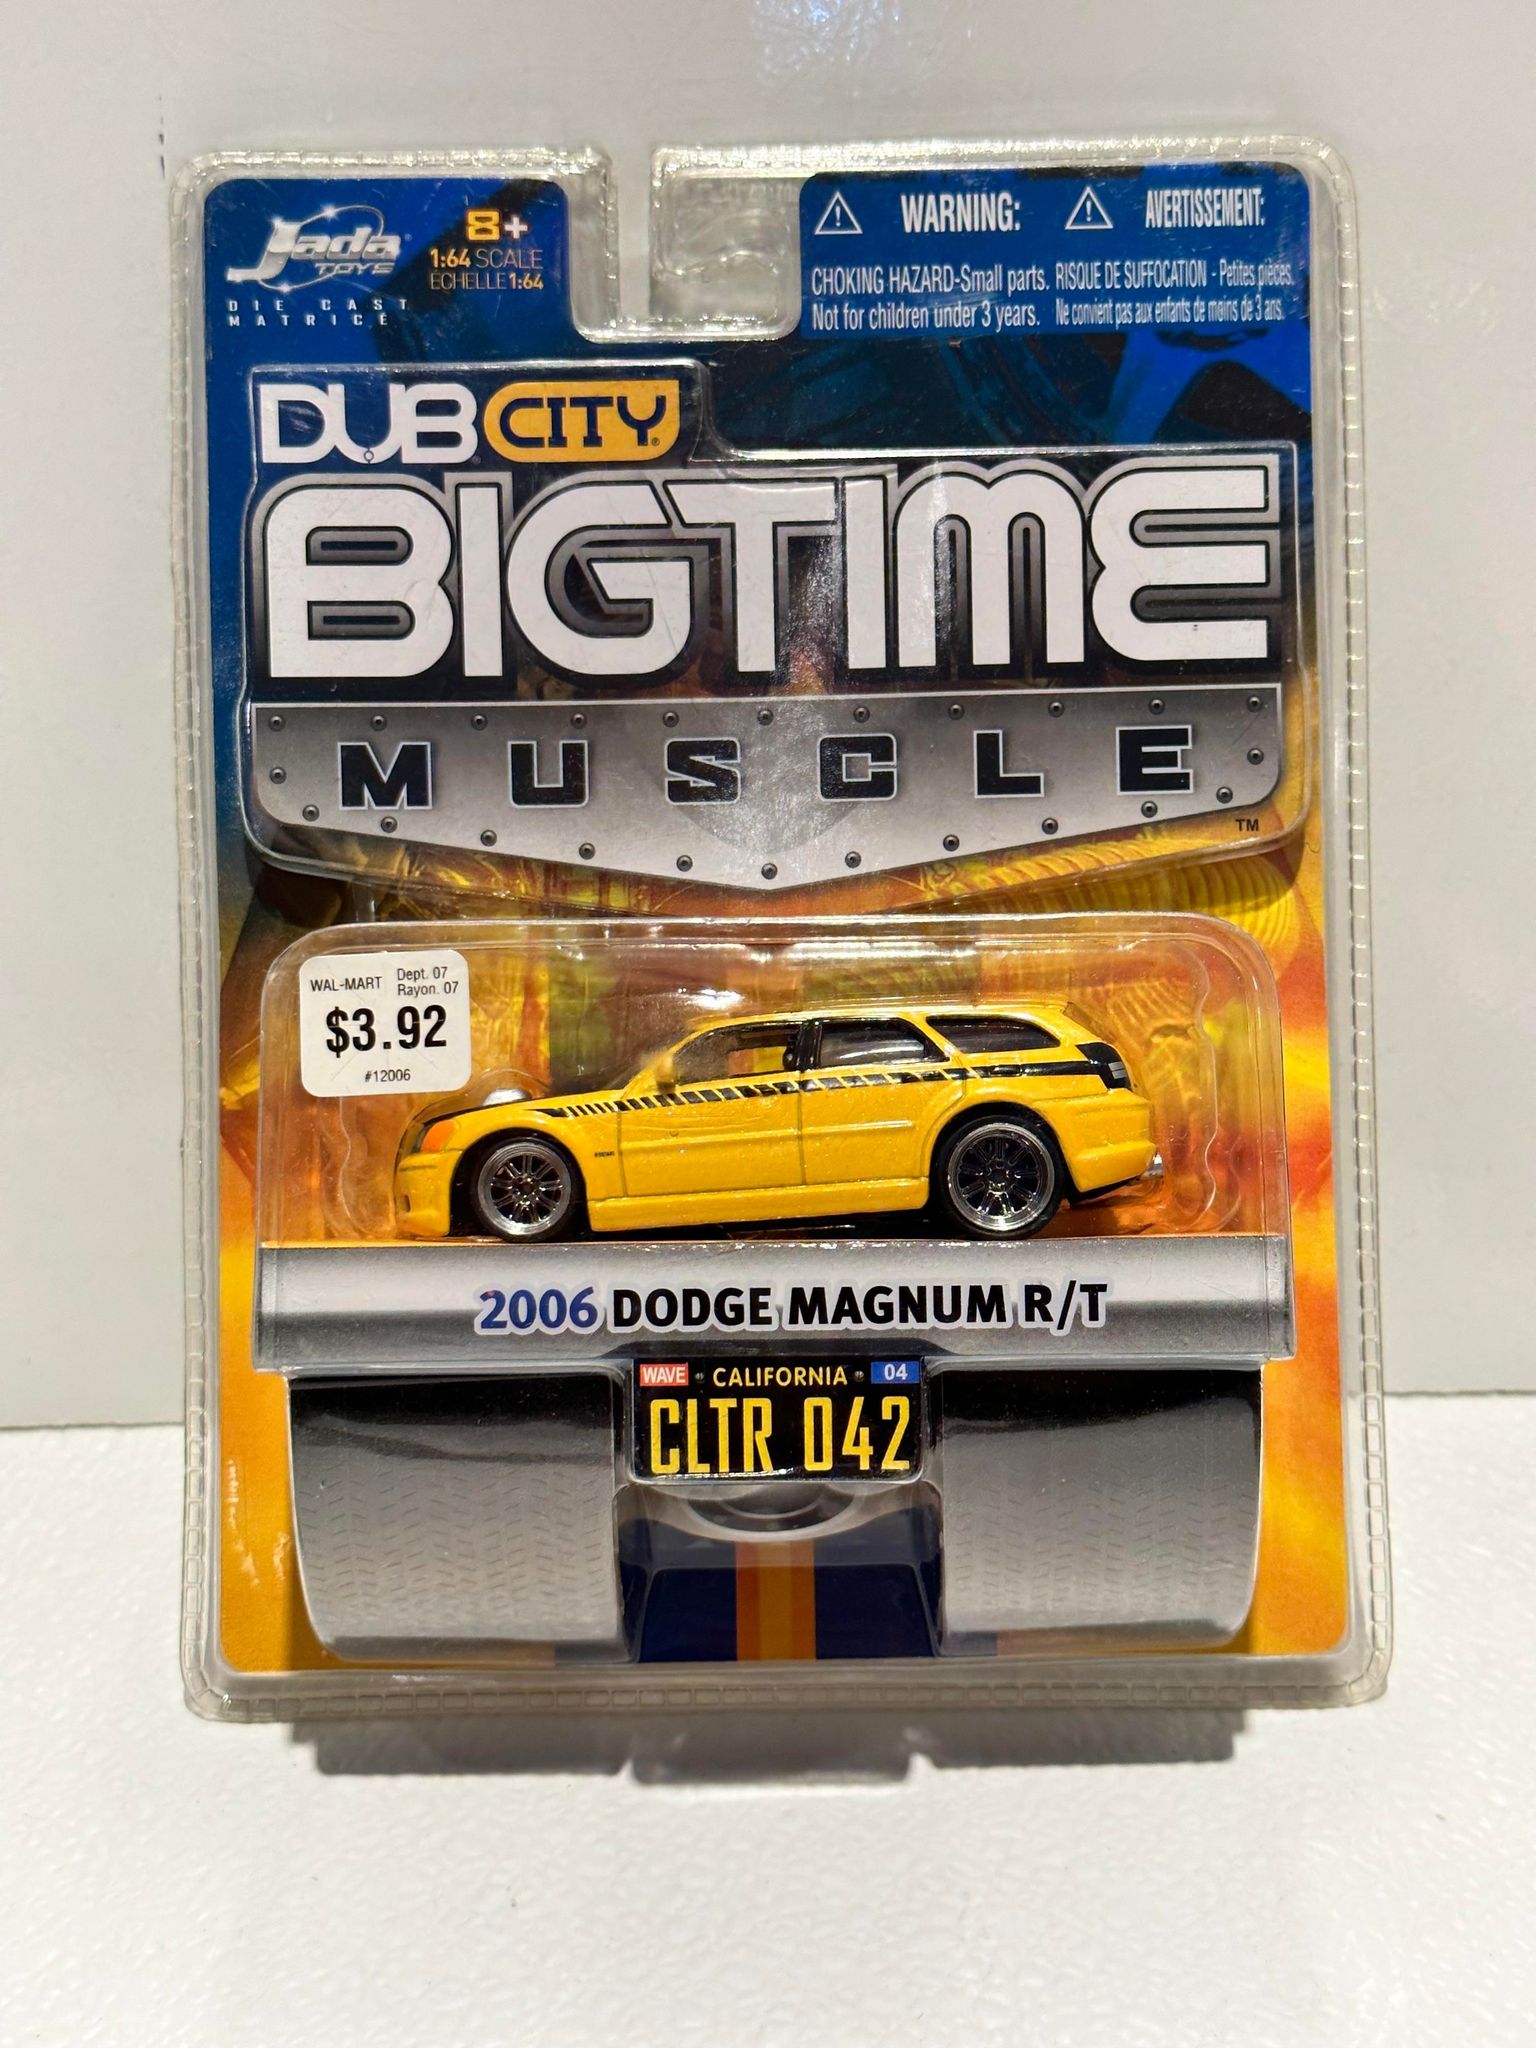 Jada
TOYS
DIE CAST
MATRICE
8+
1:64 SCALE
ÉCHELLE 1:64
WARNING:
CHOKING HAZARD-Small parts.
Not for children under 3 years.
AVERTISSEMENT:
RISQUE DE SUFFOCATION - Petites pièces.
Ne convient pas aux enfants de moins de 3 ans.
DUB CITY®
BIGTIME
MUSCLE
TM
WAL-MART Dept. 07
Rayon. 07
$3.92
#12006
2006 DODGE MAGNUM R/T
WAVE CALIFORNIA 04
CLTR 042